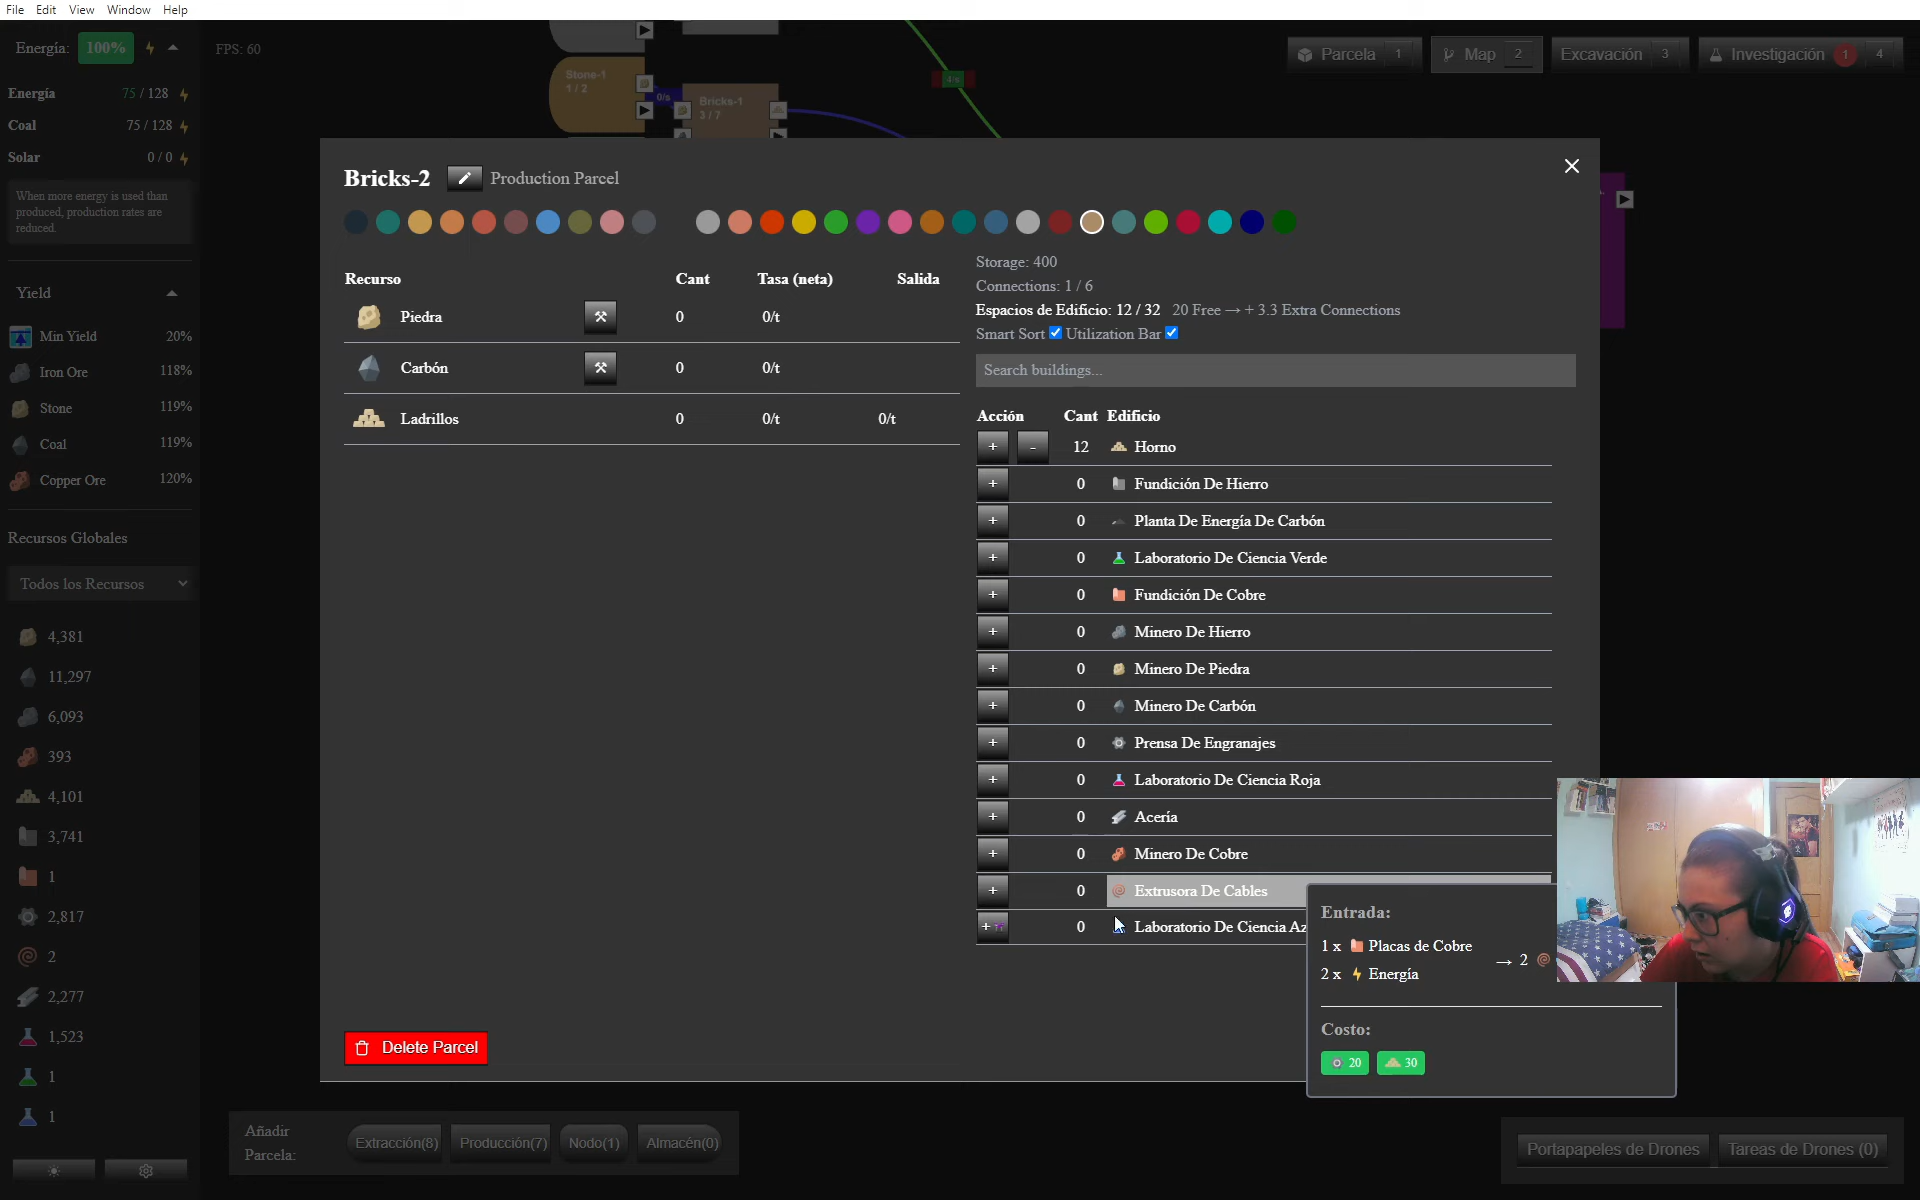 File Edit View Window Help
Energía: 100%
FPS: 60
Parcela 1
Map 2
Excavación 3
Investigación 1 4
Energía 75 / 128
Coal 75 / 128
Solar 0 / 0
When more energy is used than
produced, production rates are
reduced.
Yield
Min Yield 20%
Iron Ore 118%
Stone 119%
Coal 119%
Copper Ore 120%
Recursos Globales
Todos los Recursos
4,381
11,297
6,093
393
4,101
3,741
1
2,817
2
2,277
1,523
1
1
Stone-1
1 / 2
0/s
Bricks-1
3 / 7
4/s
Bricks-2 Production Parcel
Recurso Cant Tasa (neta) Salida
Piedra 0 0/t
Carbón 0 0/t
Ladrillos 0 0/t 0/t
Delete Parcel
Storage: 400
Connections: 1 / 6
Espacios de Edificio: 12 / 32 20 Free → + 3.3 Extra Connections
Smart Sort Utilization Bar
Search buildings...
Acción Cant Edificio
+ - 12 Horno
+ 0 Fundición De Hierro
+ 0 Planta De Energía De Carbón
+ 0 Laboratorio De Ciencia Verde
+ 0 Fundición De Cobre
+ 0 Minero De Hierro
+ 0 Minero De Piedra
+ 0 Minero De Carbón
+ 0 Prensa De Engranajes
+ 0 Laboratorio De Ciencia Roja
+ 0 Acería
+ 0 Minero De Cobre
+ 0 Extrusora De Cables
+ 0 Laboratorio De Ciencia Az
Entrada:
1 x Placas de Cobre
2 x Energía
→ 2
Costo:
20 30
Añadir
Parcela:
Extracción(8) Producción(7) Nodo(1) Almacén(0)
Portapapeles de Drones Tareas de Drones (0)